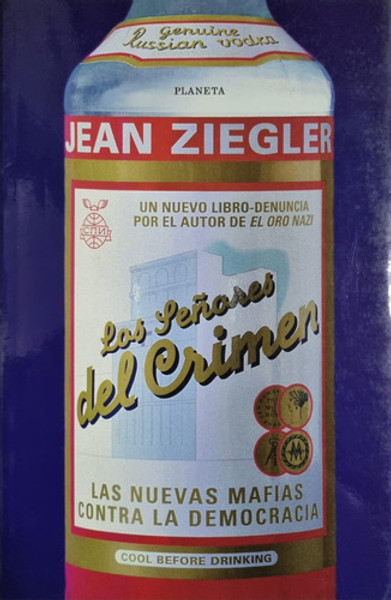 genuine
Russian vodka
PLANETA
JEAN ZIEGLER
UN NUEVO LIBRO-DENUNCIA
POR EL AUTOR DE EL ORO NAZI
СПИ
Los Señores
del Crimen
LAS NUEVAS MAFIAS
CONTRA LA DEMOCRACIA
COOL BEFORE DRINKING